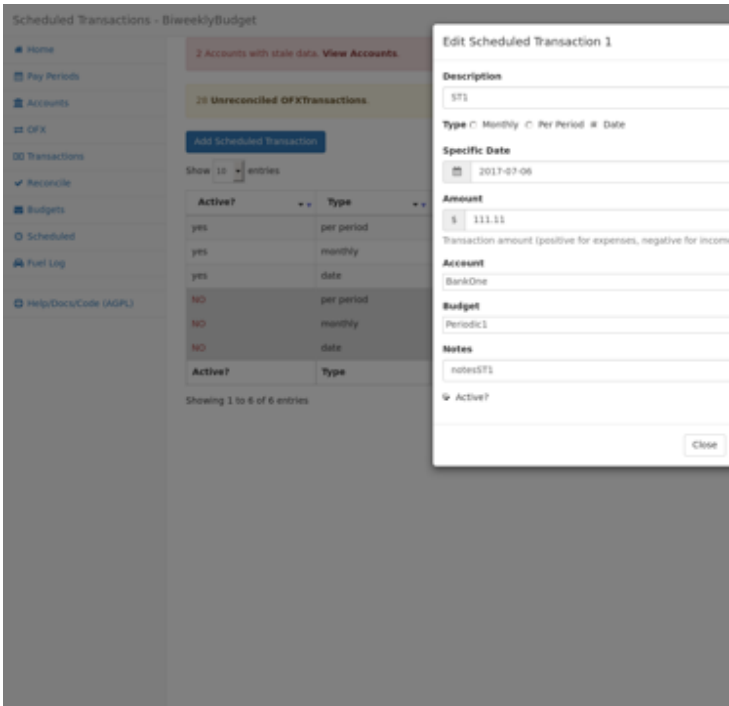 Scheduled Transactions - BiweeklyBudget
Home
Pay Periods
Accounts
OFX
Transactions
Reconcile
Budgets
Scheduled
Fuel Log
Help/Docs/Code (AGPL)
2 Accounts with stale data. View Accounts.
28 Unreconciled OFXTransactions.
Add Scheduled Transaction
Show 10 entries
Active? Type
yes per period
yes monthly
yes date
NO per period
NO monthly
NO date
Active? Type
Showing 1 to 6 of 6 entries
Edit Scheduled Transaction 1
Description
ST1
Type Monthly Per Period Date
Specific Date
2017-07-06
Amount
$ 111.11
Transaction amount (positive for expenses, negative for income
Account
BankOne
Budget
Periodic1
Notes
notesST1
Active?
Close